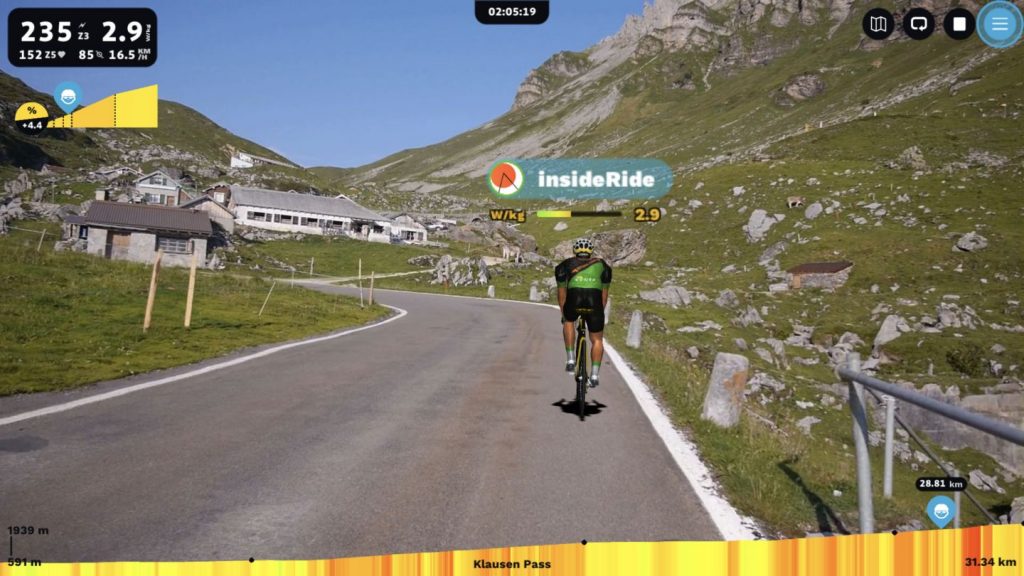 02:05:19
235 Z3 2.9 W/kg
152 Z5 85 16.5 KM/H
%
+4.4
insideRide
W/kg 2.9
28.81 km
1939 m
591 m
Klausen Pass
31.34 km